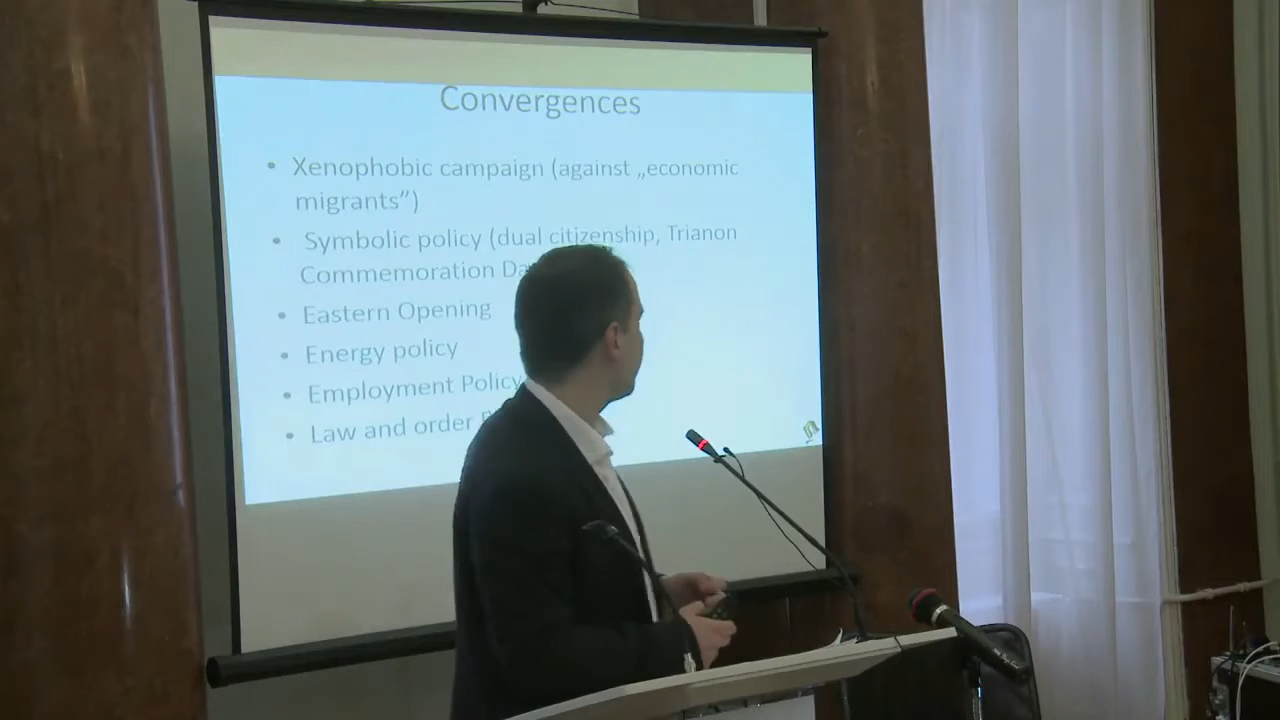 Convergences
• Xenophobic campaign (against „economic
migrants”)
• Symbolic policy (dual citizenship, Trianon
Commemoration
• Eastern Opening
• Energy policy
• Employment Policy
• Law and order